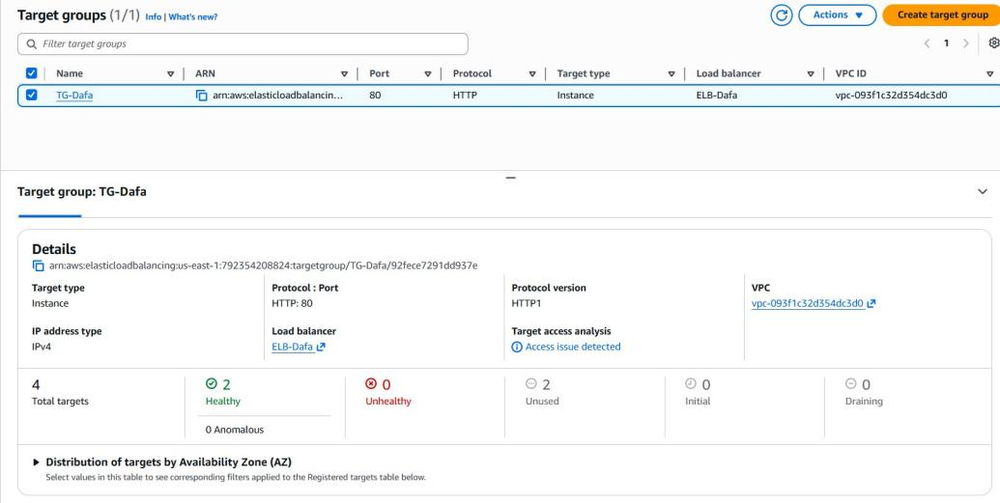 Target groups (1/1) Info | What's new?
Actions
Create target group
Filter target groups
1
Name ARN Port Protocol Target type Load balancer VPC ID
TG-Dafa arn:aws:elasticloadbalancin... 80 HTTP Instance ELB-Dafa vpc-093f1c32d354dc3d0
Target group: TG-Dafa
Details
arn:aws:elasticloadbalancing:us-east-1:792354208824:targetgroup/TG-Dafa/92fece7291dd937e
Target type Protocol : Port Protocol version VPC
Instance HTTP: 80 HTTP1 vpc-093f1c32d354dc3d0
IP address type Load balancer Target access analysis
IPv4 ELB-Dafa Access issue detected
4 2 0 2 0 0
Total targets Healthy Unhealthy Unused Initial Draining
0 Anomalous
Distribution of targets by Availability Zone (AZ)
Select values in this table to see corresponding filters applied to the Registered targets table below.